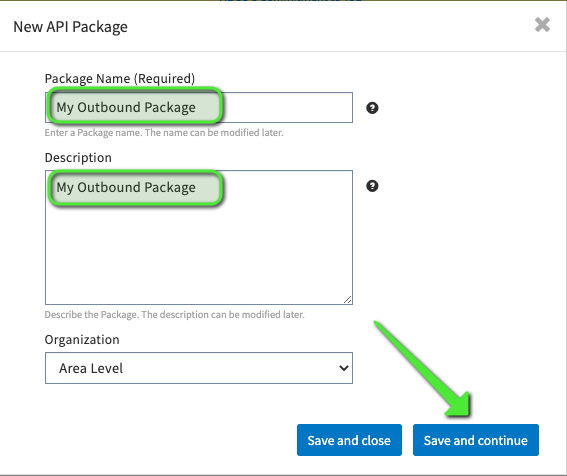 New API Package
Package Name (Required)
My Outbound Package
Enter a Package name. The name can be modified later.
Description
My Outbound Package
Describe the Package. The description can be modified later.
Organization
Area Level
Save and close
Save and continue